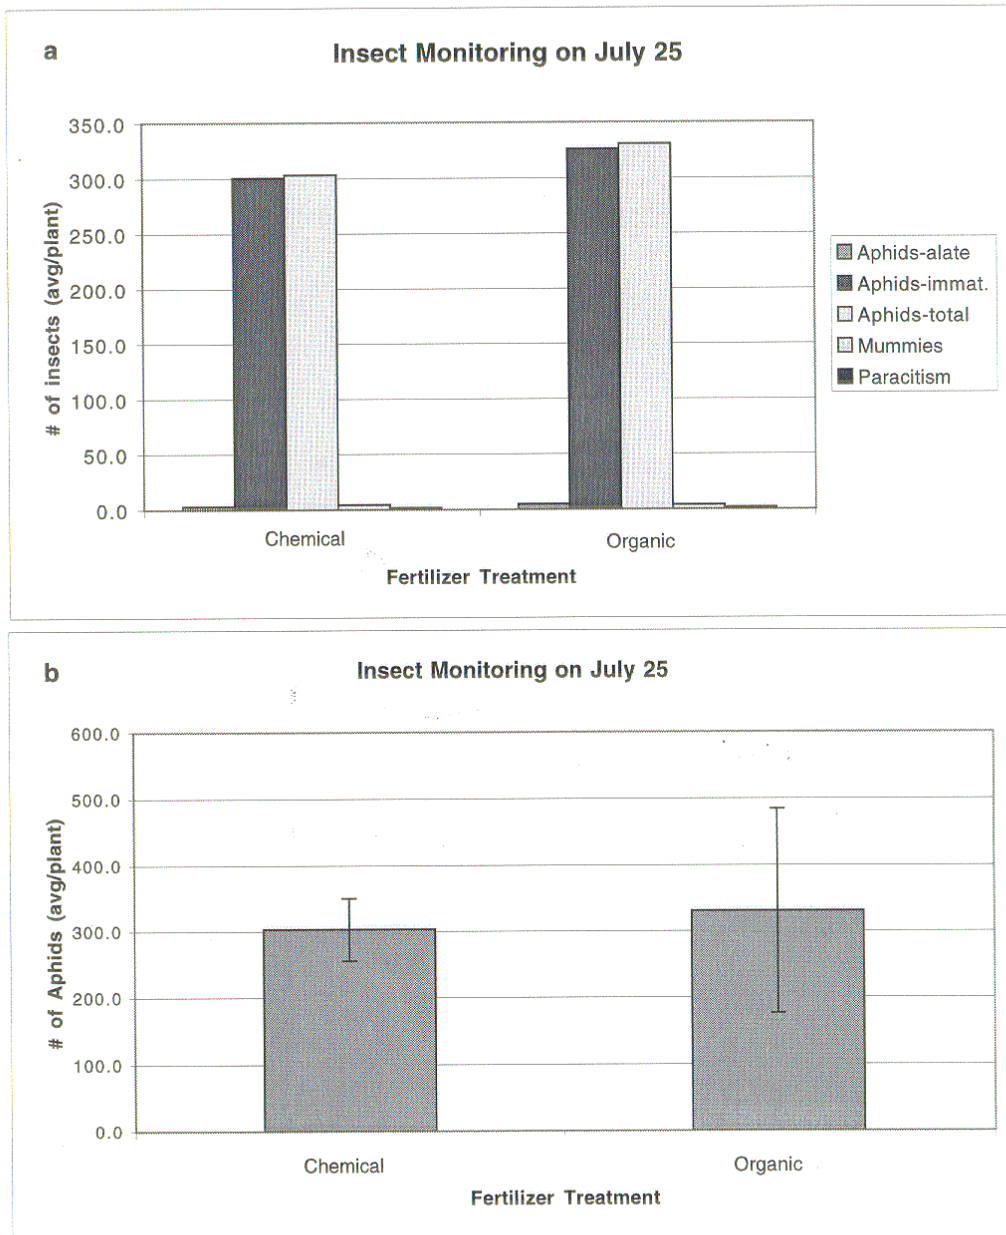 a
Insect Monitoring on July 25
350.0
300.0
250.0
200.0
150.0
100.0
50.0
0.0
# of insects (avg/plant)
Chemical
Organic
Fertilizer Treatment
Aphids-alate
Aphids-immat.
Aphids-total
Mummies
Paracitism
b
Insect Monitoring on July 25
600.0
500.0
400.0
300.0
200.0
100.0
0.0
# of Aphids (avg/plant)
Chemical
Organic
Fertilizer Treatment